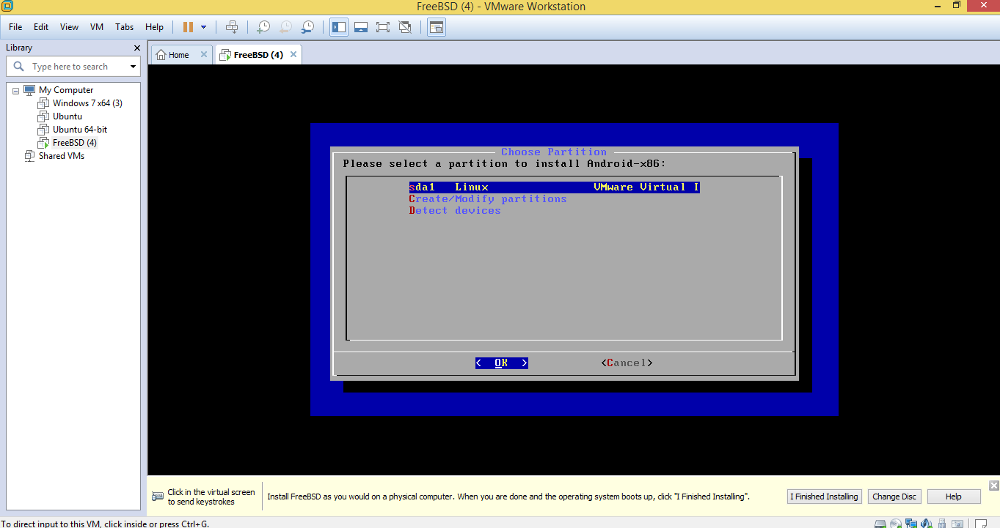 FreeBSD (4) - VMware Workstation
File Edit View VM Tabs Help
Library
Home
FreeBSD (4)
Type here to search
My Computer
Windows 7 x64 (3)
Ubuntu
Ubuntu 64-bit
FreeBSD (4)
Shared VMs
Choose Partition
Please select a partition to install Android-x86:
sda1 Linux VMware Virtual I
Create/Modify partitions
Detect devices
< OK > <Cancel>
Click in the virtual screen
to send keystrokes
Install FreeBSD as you would on a physical computer. When you are done and the operating system boots up, click "I Finished Installing".
I Finished Installing Change Disc Help
To direct input to this VM, click inside or press Ctrl+G.